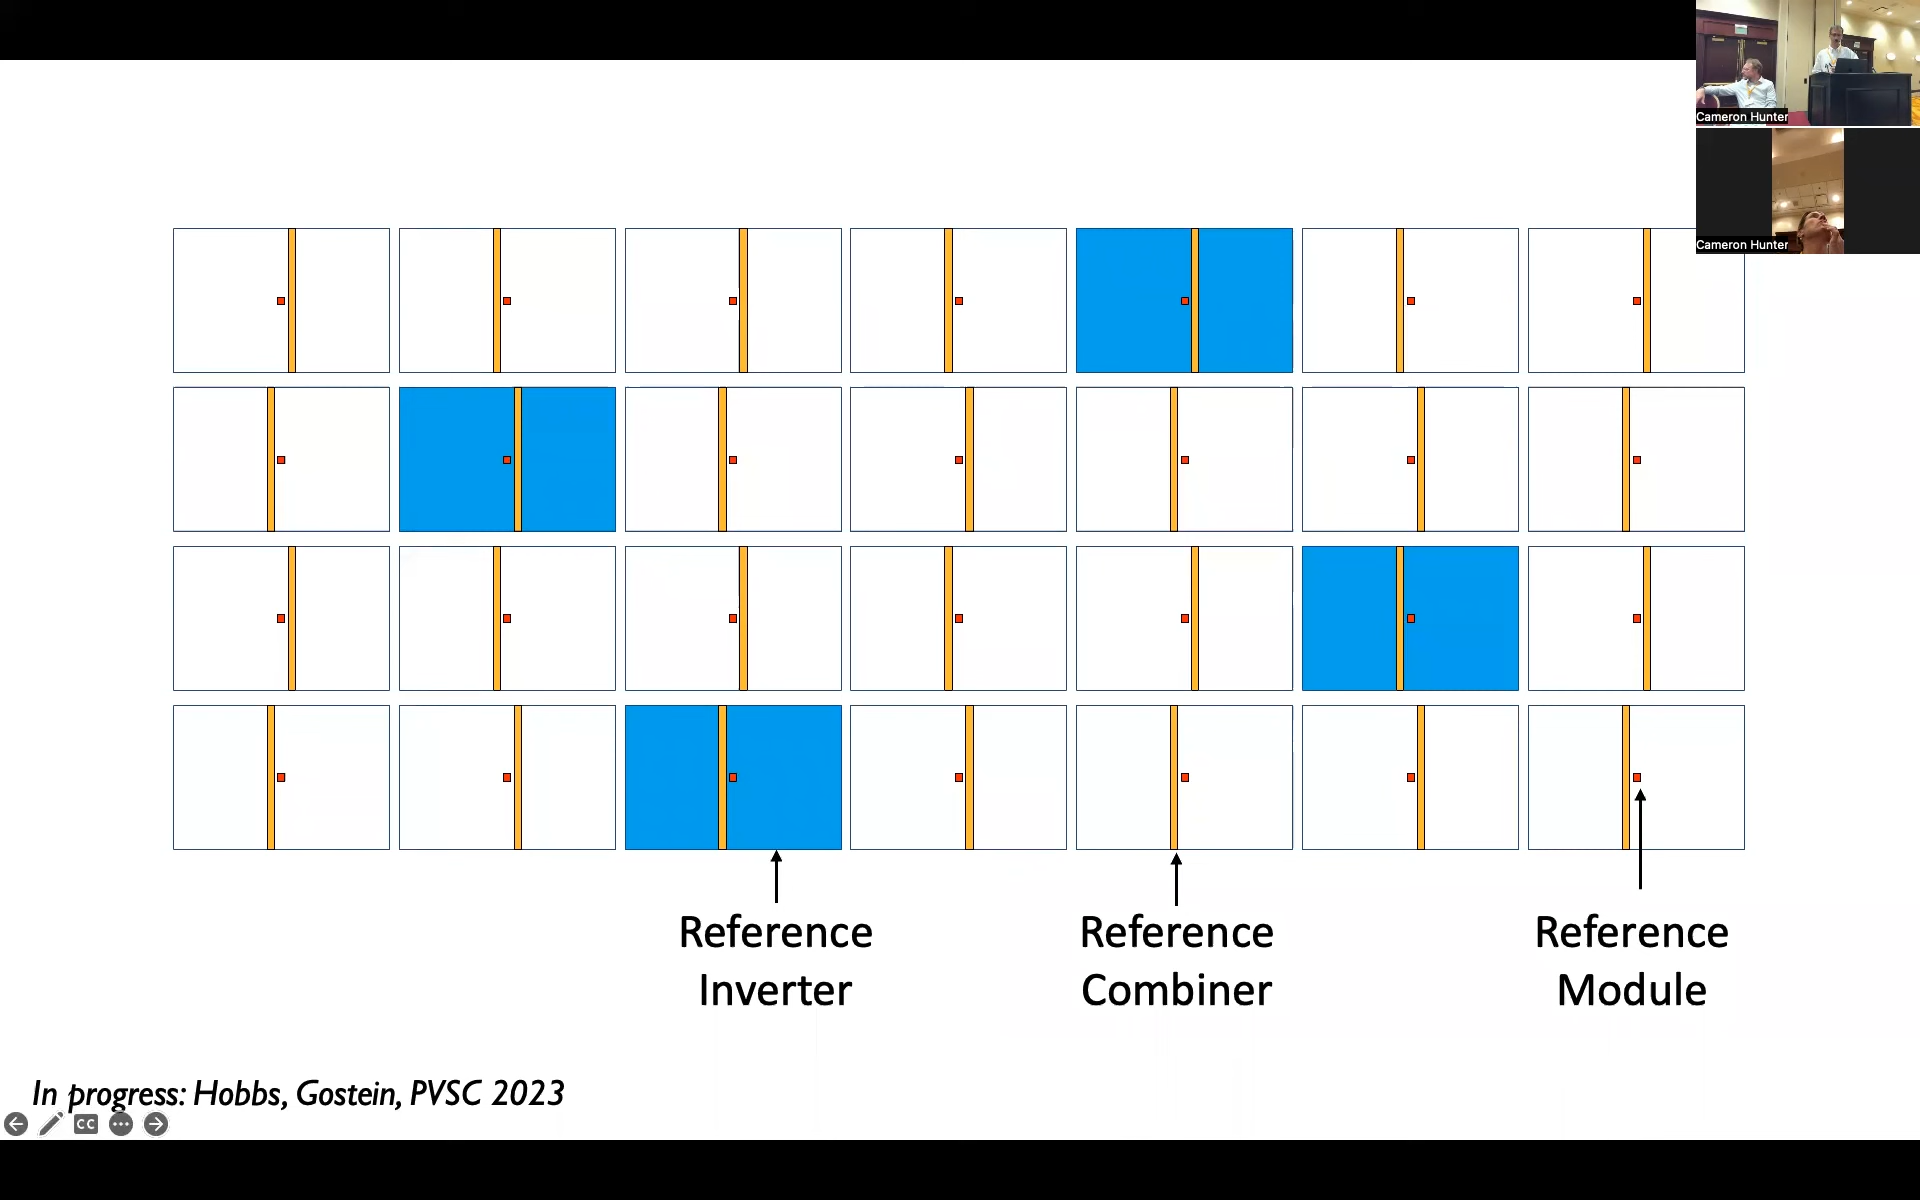 Cameron Hunter
Cameron Hunter
Reference
Inverter
Reference
Combiner
Reference
Module
In progress: Hobbs, Gostein, PVSC 2023
CC